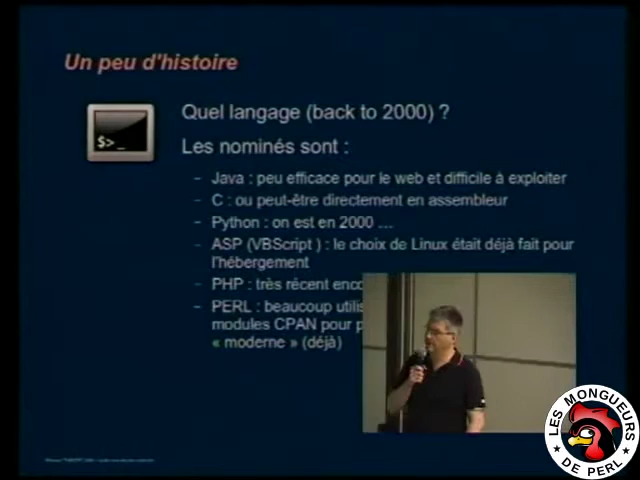 Un peu d'histoire
$>_
Quel langage (back to 2000) ?
Les nominés sont :
– Java : peu efficace pour le web et difficile à exploiter
– C : ou peut-être directement en assembleur
– Python : on est en 2000 …
– ASP (VBScript ) : le choix de Linux était déjà fait pour
l'hébergement
– PHP : très récent enco
– PERL : beaucoup utilis
modules CPAN pour p
« moderne » (déjà)
LES MONGUEURS
DE PERL